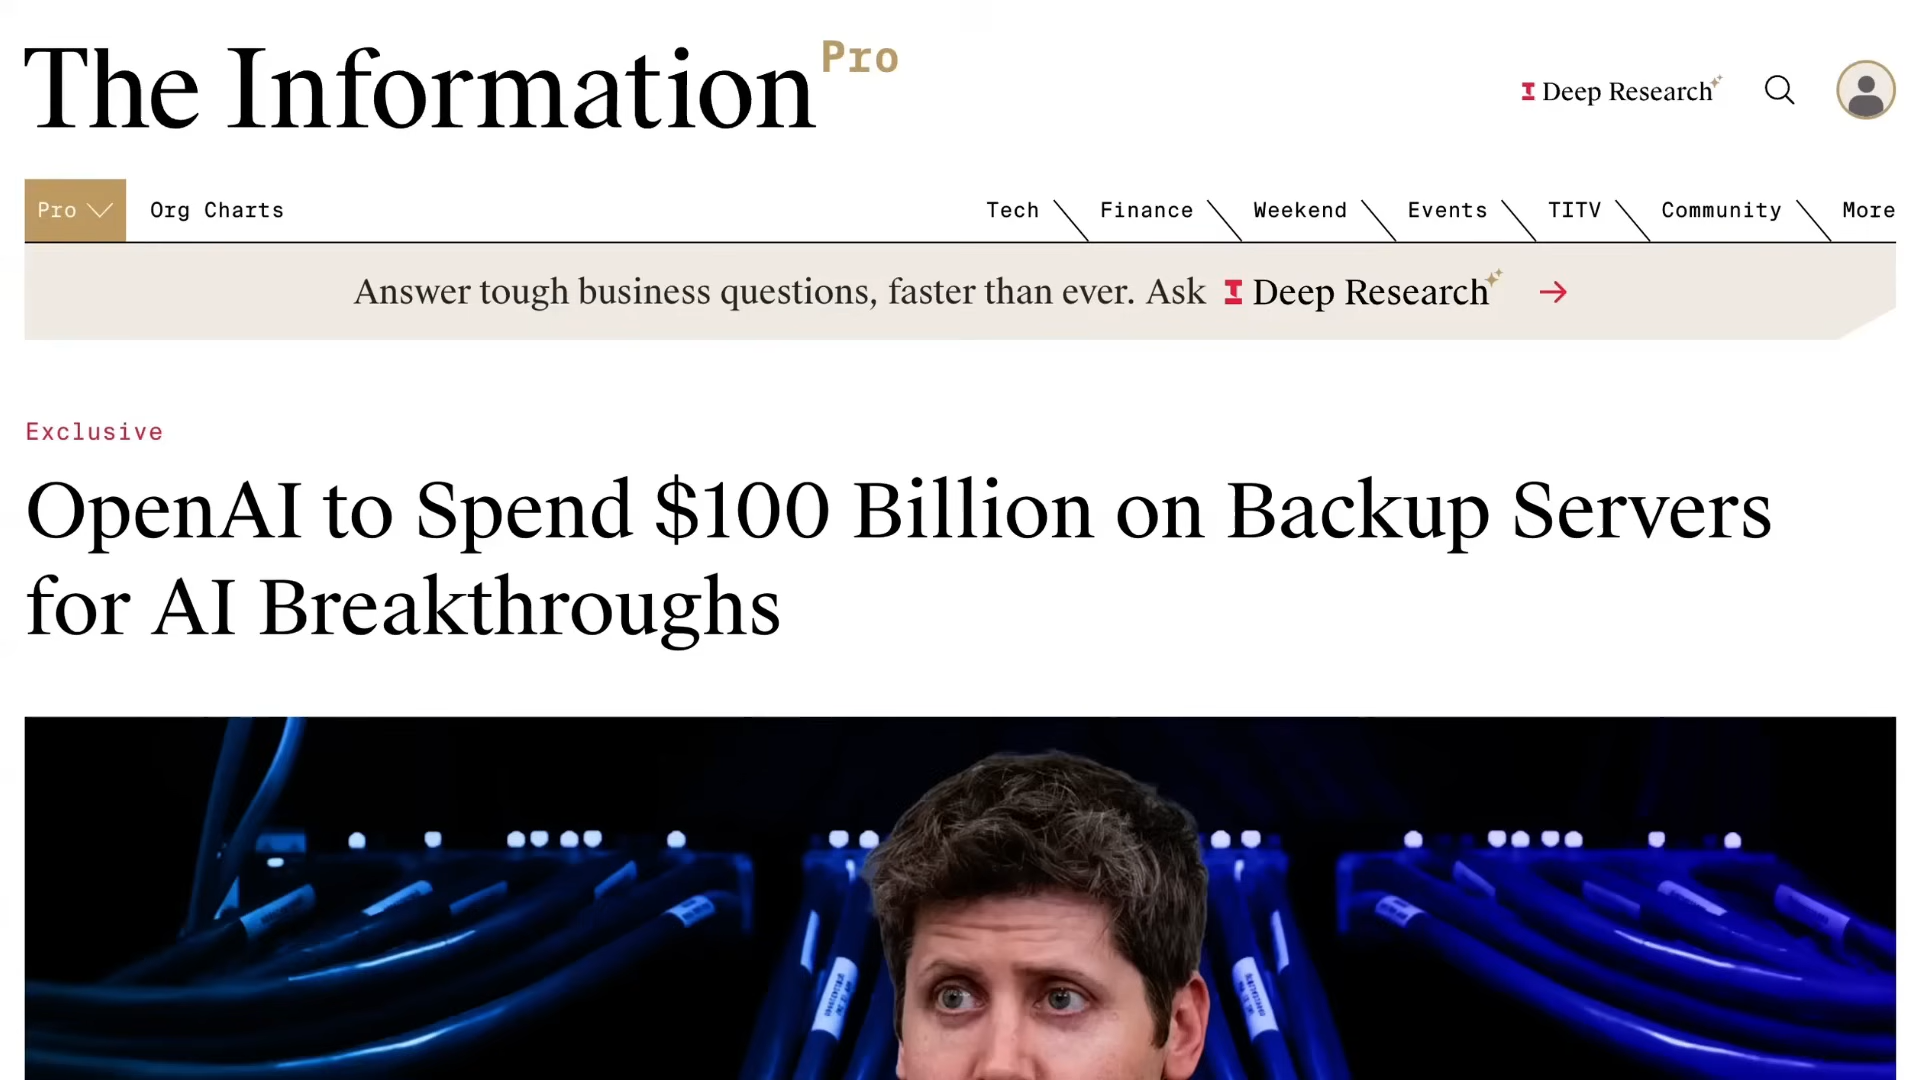 The Information Pro
Deep Research
Pro
Org Charts
Tech
Finance
Weekend
Events
TITV
Community
More
Answer tough business questions, faster than ever. Ask Deep Research
Exclusive
OpenAI to Spend $100 Billion on Backup Servers
for AI Breakthroughs